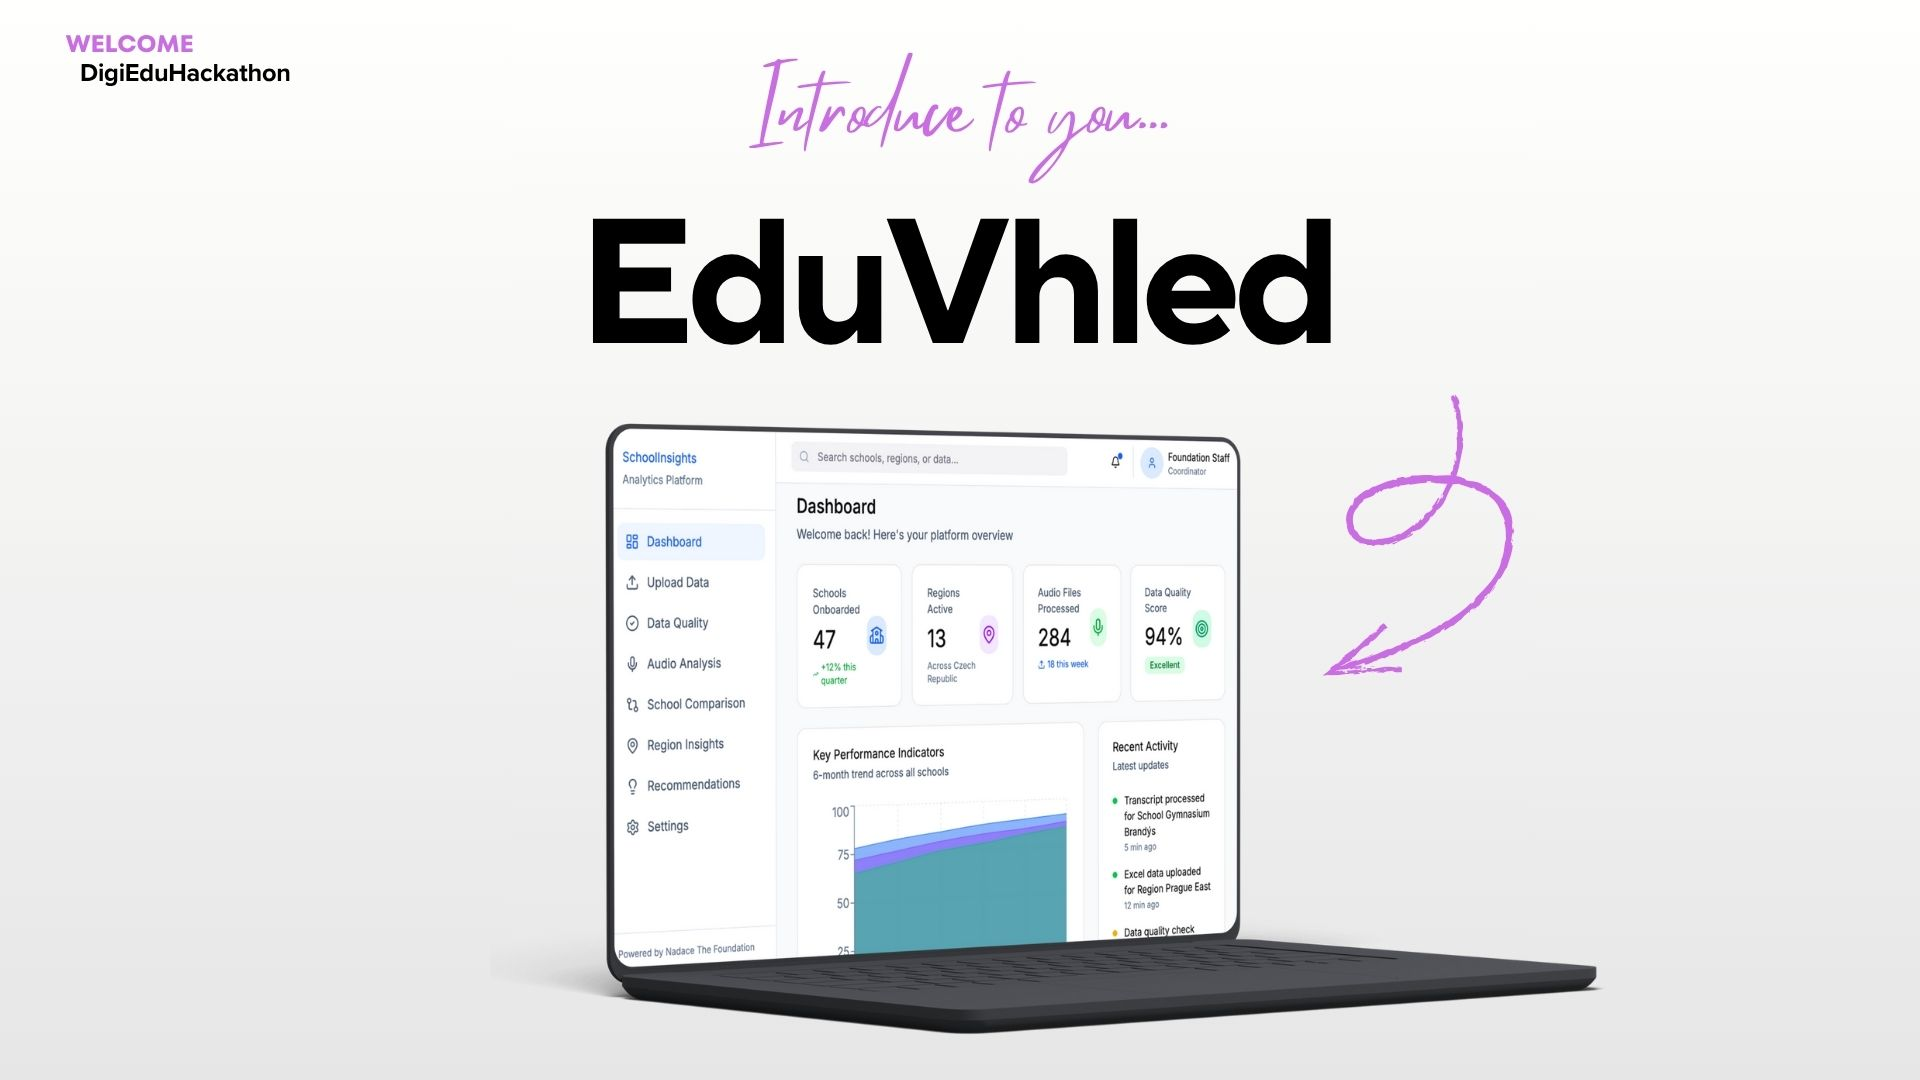 WELCOME
DigiEduHackathon
Introduce to you...
EduVhled
SchoolInsights
Analytics Platform
Dashboard
Upload Data
Data Quality
Audio Analysis
School Comparison
Region Insights
Recommendations
Settings
Powered by Nadace The Foundation
Search schools, regions, or data...
Foundation Staff
Coordinator
Dashboard
Welcome back! Here's your platform overview
Schools
Onboarded
47
+12% this
quarter
Regions
Active
13
Across Czech
Republic
Audio Files
Processed
284
18 this week
Data Quality
Score
94%
Excellent
Key Performance Indicators
6-month trend across all schools
100
75
50
25
Recent Activity
Latest updates
Transcript processed
for School Gymnasium
Brandýs
5 min ago
Excel data uploaded
for Region Prague East
12 min ago
Data quality check